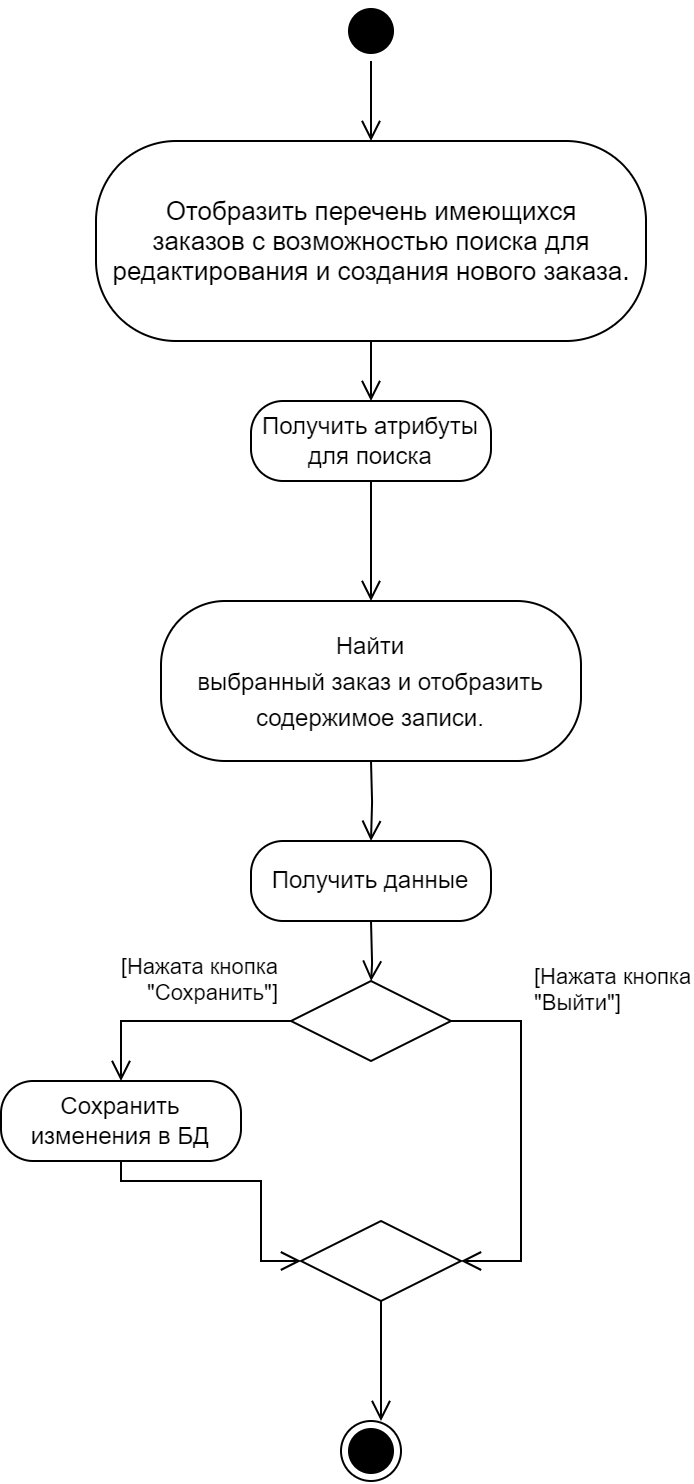 Отобразить перечень имеющихся
заказов с возможностью поиска для
редактирования и создания нового заказа.
Получить атрибуты
для поиска
Найти
выбранный заказ и отобразить
содержимое записи.
Получить данные
[Нажата кнопка
"Сохранить"]
[Нажата кнопка
"Выйти"]
Сохранить
изменения в БД